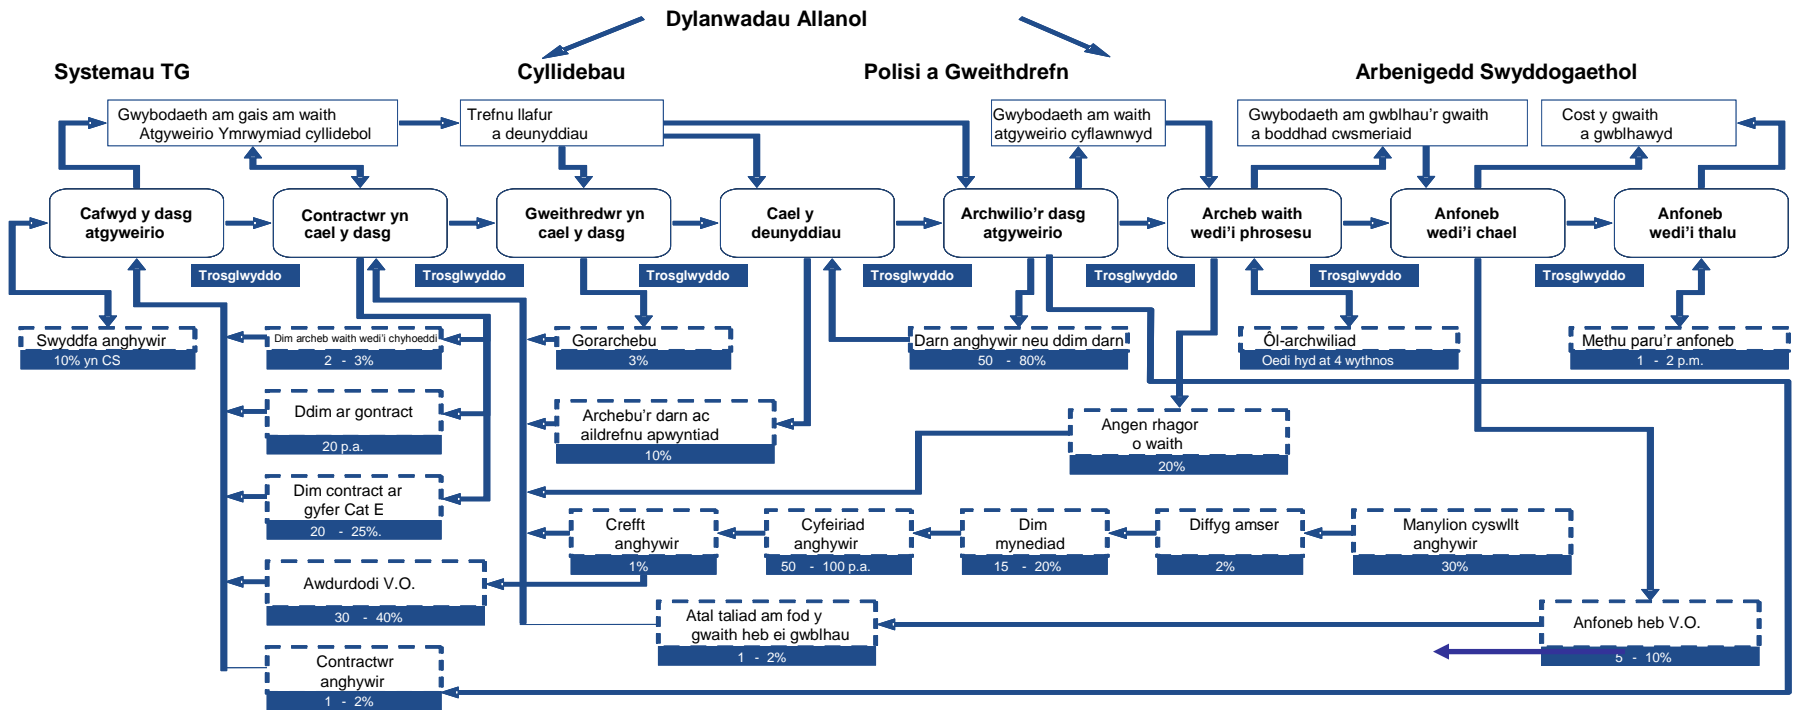 Dylanwadau Allanol
Systemau TG
Cyllidebau
Polisi a Gweithdrefn
Arbenigedd Swyddogaethol
Gwybodaeth am gais am waith
Atgyweirio Ymrwymiad cyllidebol
Trefnu llafur
a deunyddiau
Gwybodaeth am waith
atgyweirio cyflawnwyd
Gwybodaeth am gwblhau'r gwaith
a boddhad cwsmeriaid
Cost y gwaith
a gwblhawyd
Cafwyd y dasg
atgyweirio
Contractwr yn
cael y dasg
Gweithredwr yn
cael y dasg
Cael y
deunyddiau
Archwilio'r dasg
atgyweirio
Archeb waith
wedi'i phrosesu
Anfoneb
wedi'i chael
Anfoneb
wedi'i thalu
Trosglwyddo
Trosglwyddo
Trosglwyddo
Trosglwyddo
Trosglwyddo
Trosglwyddo
Trosglwyddo
Swyddfa anghywir
10% yn CS
Dim archeb waith wedi'i chyhoeddi
2 - 3%
Gorarchebu
3%
Darn anghywir neu ddim darn
50 - 80%
Ôl-archwiliad
Oedi hyd at 4 wythnos
Methu paru'r anfoneb
1 - 2 p.m.
Ddim ar gontract
20 p.a.
Archebu'r darn ac
aildrefnu apwyntiad
10%
Angen rhagor
o waith
20%
Dim contract ar
gyfer Cat E
20 - 25%.
Crefft
anghywir
1%
Cyfeiriad
anghywir
50 - 100 p.a.
Dim
mynediad
15 - 20%
Diffyg amser
2%
Manylion cyswllt
anghywir
30%
Awdurdodi V.O.
30 - 40%
Atal taliad am fod y
gwaith heb ei gwblhau
1 - 2%
Anfoneb heb V.O.
5 - 10%
Contractwr
anghywir
1 - 2%